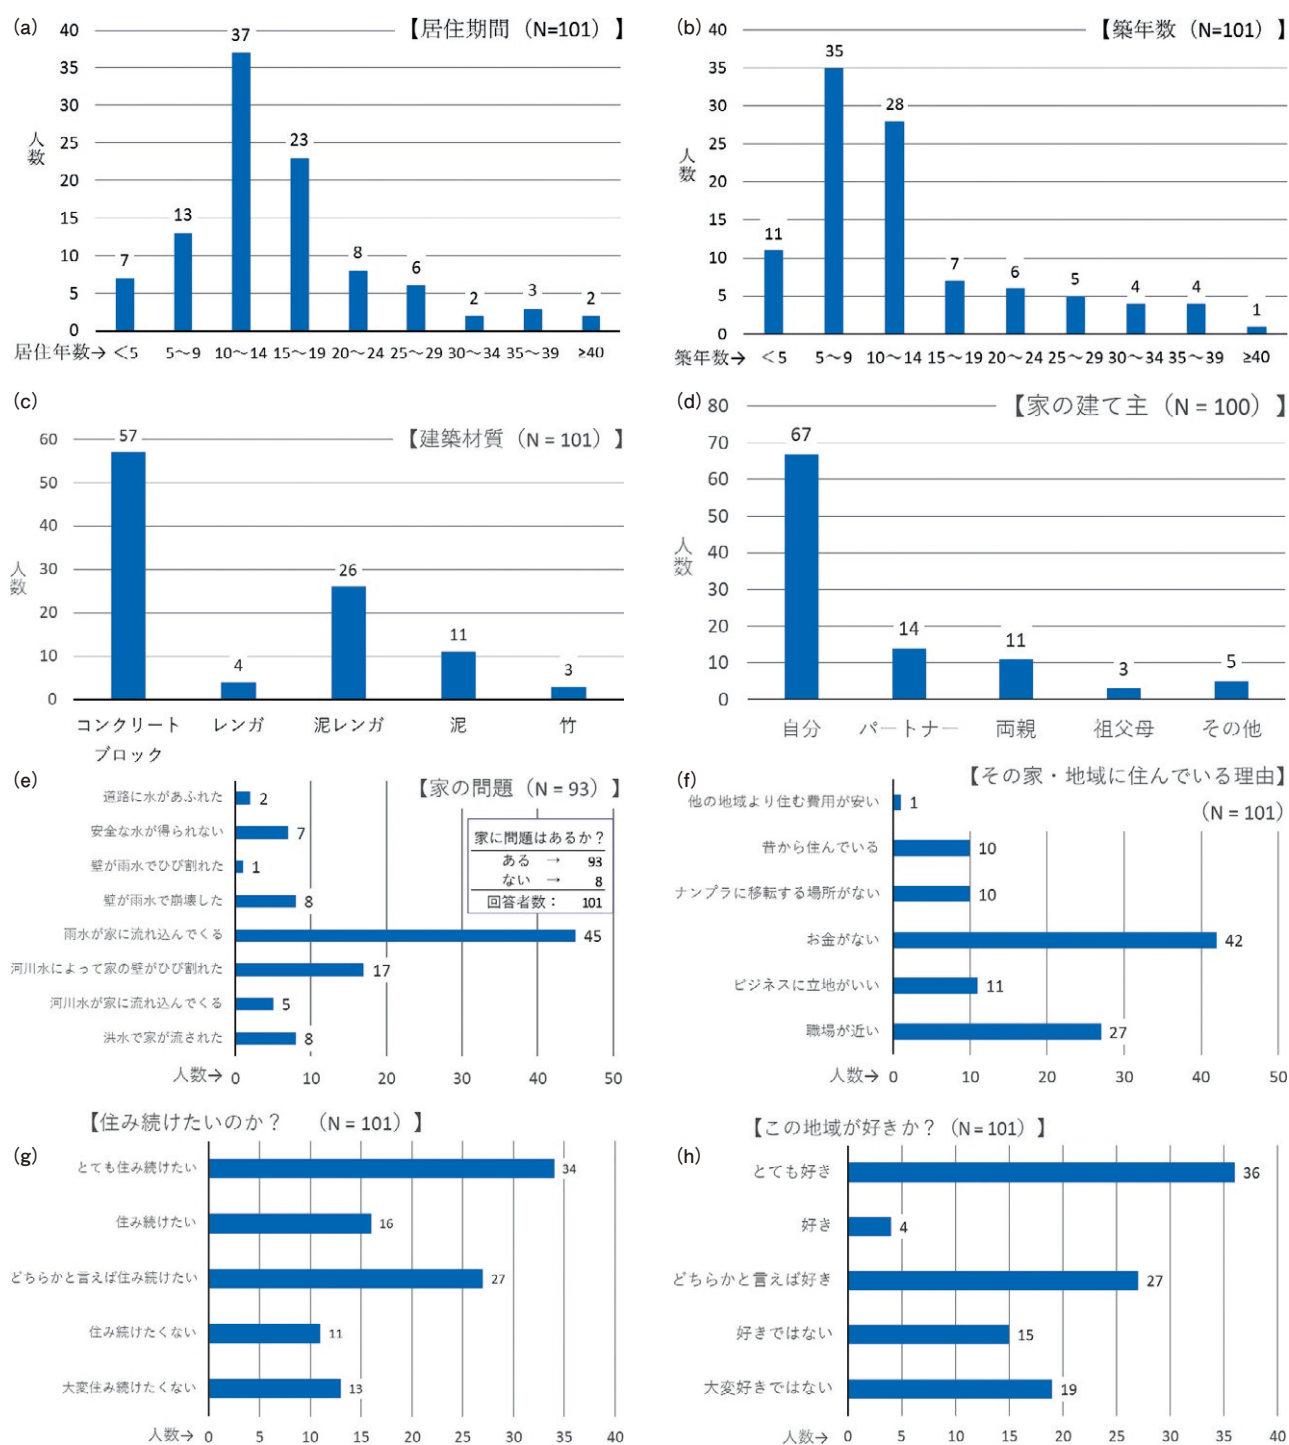 (a)
【居住期間（N=101）】
40
35
30
25
20
15
10
5
0
人数
7
13
37
23
8
6
2
3
2
居住年数→ ＜5 5～9 10～14 15～19 20～24 25～29 30～34 35～39 ≥40
(b)
【築年数（N=101）】
40
35
30
25
20
15
10
5
0
人数
11
35
28
7
6
5
4
4
1
築年数→ ＜5 5～9 10～14 15～19 20～24 25～29 30～34 35～39 ≥40
(c)
【建築材質（N = 101）】
60
50
40
30
20
10
0
人数
57
4
26
11
3
コンクリート レンガ 泥レンガ 泥 竹
ブロック
(d)
【家の建て主（N = 100）】
80
70
60
50
40
30
20
10
0
人数
67
14
11
3
5
自分 パートナー 両親 祖父母 その他
(e)
【家の問題（N = 93）】
道路に水があふれた 2
安全な水が得られない 7
壁が雨水でひび割れた 1
壁が雨水で崩壊した 8
雨水が家に流れ込んでくる 45
河川水によって家の壁がひび割れた 17
河川水が家に流れ込んでくる 5
洪水で家が流された 8
人数→ 0 10 20 30 40 50
家に問題はあるか？
ある → 93
ない → 8
回答者数： 101
(f)
【その家・地域に住んでいる理由】
（N = 101）
他の地域より住む費用が安い 1
昔から住んでいる 10
ナンプラに移転する場所がない 10
お金がない 42
ビジネスに立地がいい 11
職場が近い 27
人数→ 0 10 20 30 40 50
(g)
【住み続けたいのか？ （N = 101）】
とても住み続けたい 34
住み続けたい 16
どちらかと言えば住み続けたい 27
住み続けたくない 11
大変住み続けたくない 13
人数→ 0 5 10 15 20 25 30 35 40
(h)
【この地域が好きか？（N = 101）】
とても好き 36
好き 4
どちらかと言えば好き 27
好きではない 15
大変好きではない 19
人数→ 0 5 10 15 20 25 30 35 40